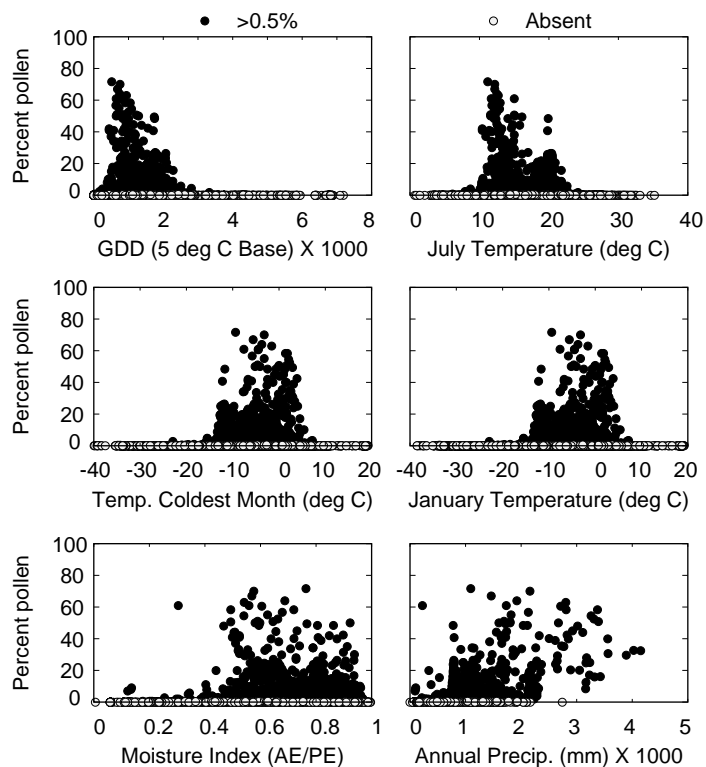 >0.5%
Absent
Percent pollen
100
80
60
40
20
0
0 2 4 6 8
GDD (5 deg C Base) X 1000
0 10 20 30 40
July Temperature (deg C)
Percent pollen
100
80
60
40
20
0
-40 -30 -20 -10 0 10 20
Temp. Coldest Month (deg C)
-40 -30 -20 -10 0 10 20
January Temperature (deg C)
Percent pollen
100
80
60
40
20
0
0 0.2 0.4 0.6 0.8 1
Moisture Index (AE/PE)
0 1 2 3 4 5
Annual Precip. (mm) X 1000